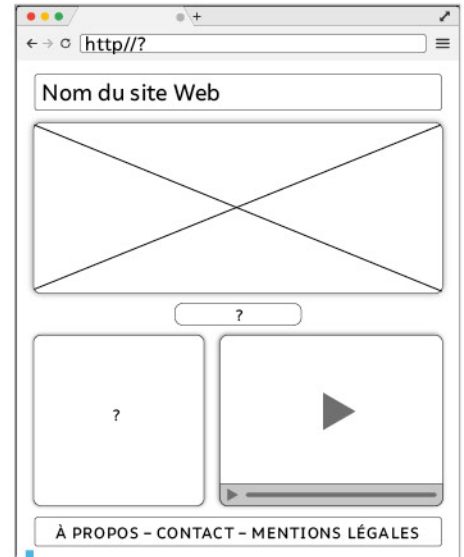 http//?
Nom du site Web
?
?
À PROPOS – CONTACT – MENTIONS LÉGALES